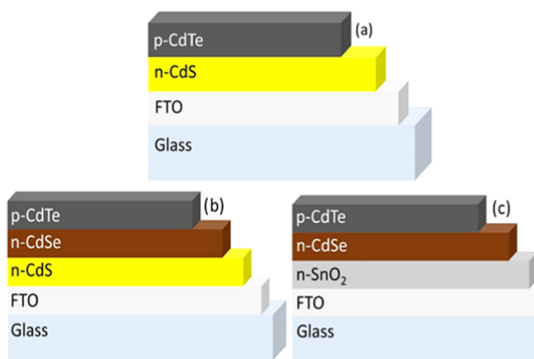 (a)
p-CdTe
n-CdS
FTO
Glass
(b)
p-CdTe
n-CdSe
n-CdS
FTO
Glass
(c)
p-CdTe
n-CdSe
n-SnO₂
FTO
Glass